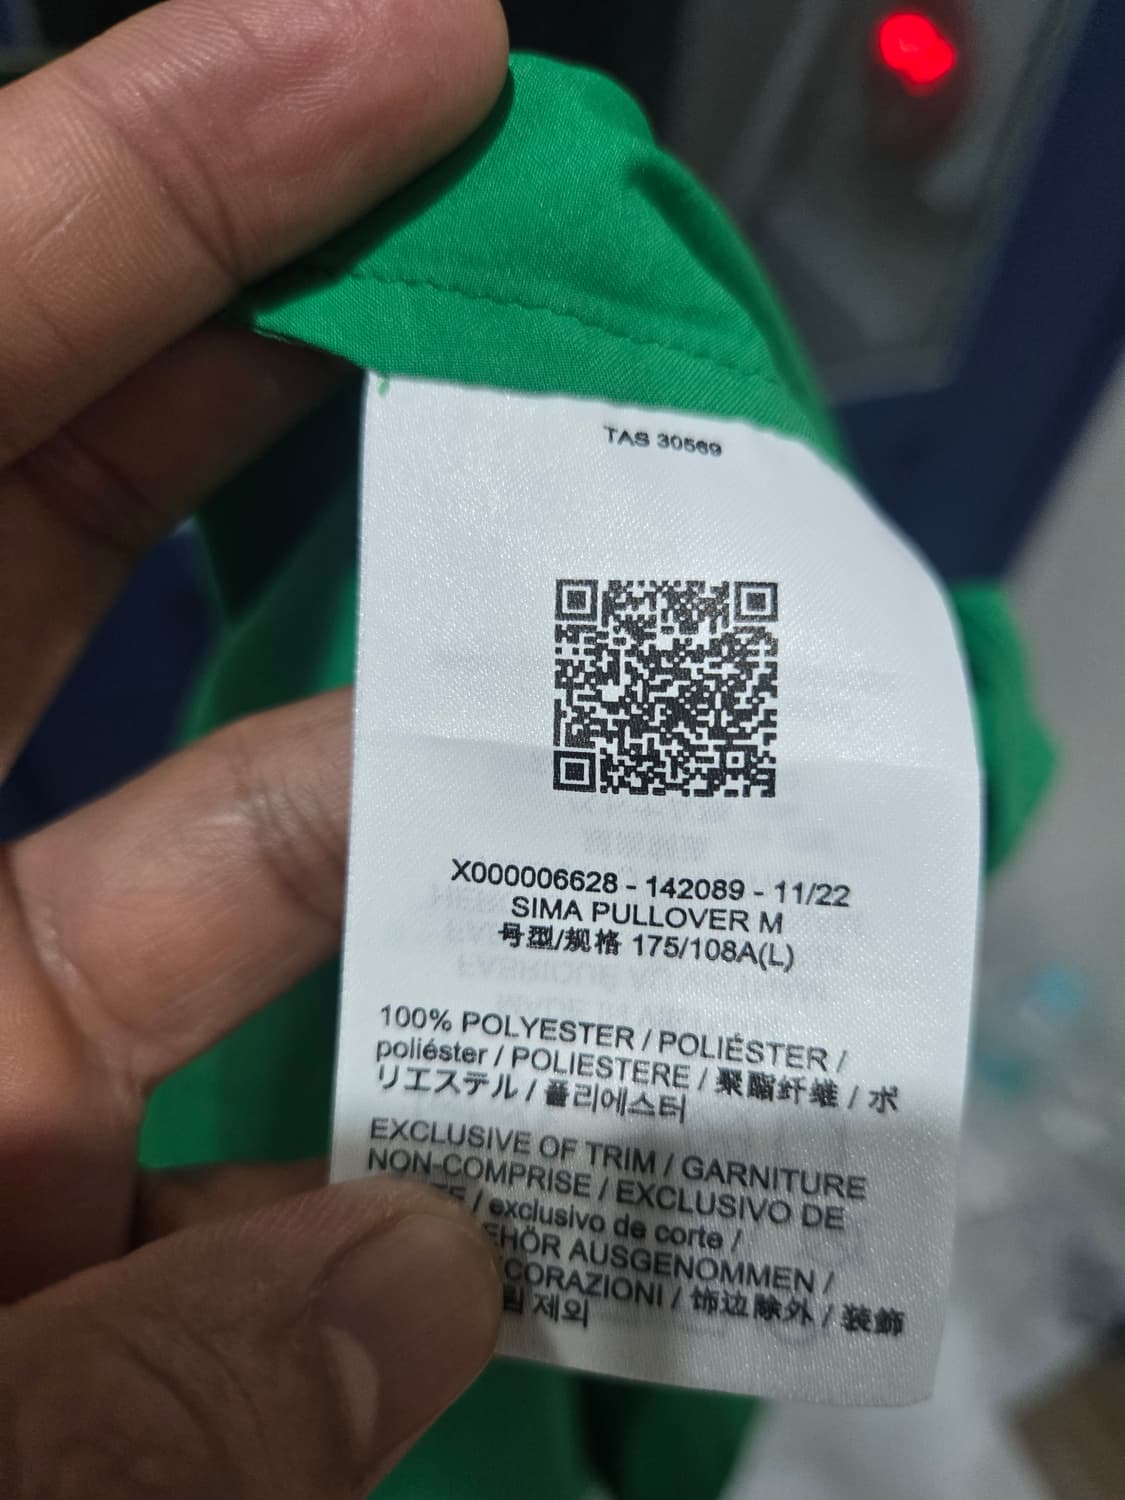 TAS 30569
X000006628 - 142089 - 11/22
SIMA PULLOVER M
号型/规格 175/108A(L)
100% POLYESTER / POLIÉSTER /
poliéster / POLIESTERE / 聚酯纤维 / ポ
リエステル / 폴리에스터
EXCLUSIVE OF TRIM / GARNITURE
NON-COMPRISE / EXCLUSIVO DE
/ exclusivo de corte /
AUSGENOMMEN /
/ 饰边除外 / 装飾
제외